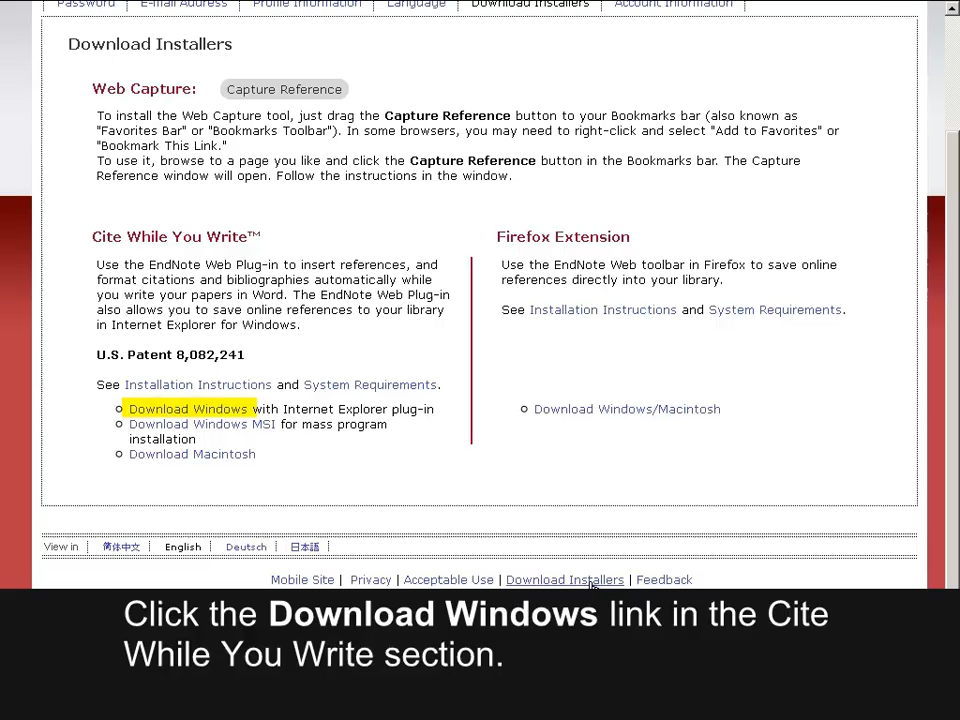 Password | E-mail Address | Profile Information | Language | Download Installers | Account Information |
Download Installers
Web Capture: Capture Reference
To install the Web Capture tool, just drag the Capture Reference button to your Bookmarks bar (also known as
"Favorites Bar" or "Bookmarks Toolbar"). In some browsers, you may need to right-click and select "Add to Favorites" or
"Bookmark This Link."
To use it, browse to a page you like and click the Capture Reference button in the Bookmarks bar. The Capture
Reference window will open. Follow the instructions in the window.
Cite While You Write™
Use the EndNote Web Plug-in to insert references, and
format citations and bibliographies automatically while
you write your papers in Word. The EndNote Web Plug-in
also allows you to save online references to your library
in Internet Explorer for Windows.
U.S. Patent 8,082,241
See Installation Instructions and System Requirements.
Download Windows with Internet Explorer plug-in
Download Windows MSI for mass program
installation
Download Macintosh
Firefox Extension
Use the EndNote Web toolbar in Firefox to save online
references directly into your library.
See Installation Instructions and System Requirements.
Download Windows/Macintosh
View in | 简体中文 | English | Deutsch | 日本語 |
Mobile Site | Privacy | Acceptable Use | Download Installers | Feedback
Click the Download Windows link in the Cite
While You Write section.